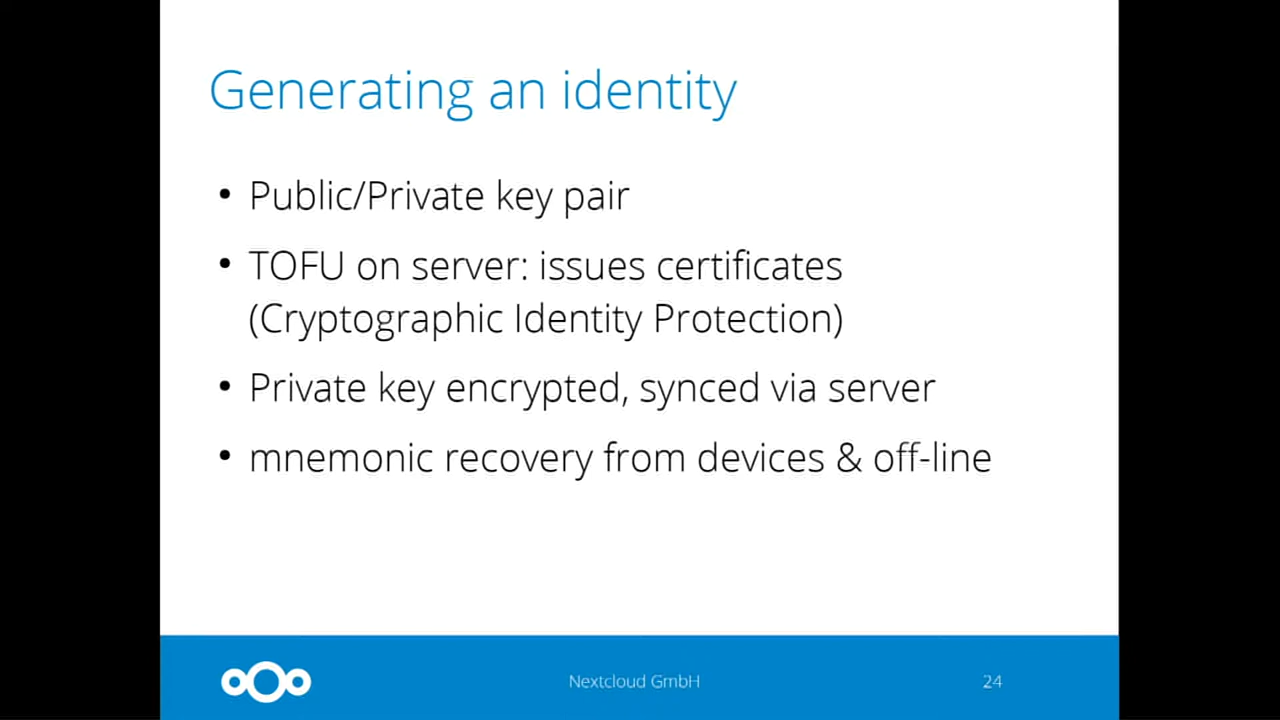 Generating an identity
• Public/Private key pair
• TOFU on server: issues certificates
(Cryptographic Identity Protection)
• Private key encrypted, synced via server
• mnemonic recovery from devices & off-line
Nextcloud GmbH
24